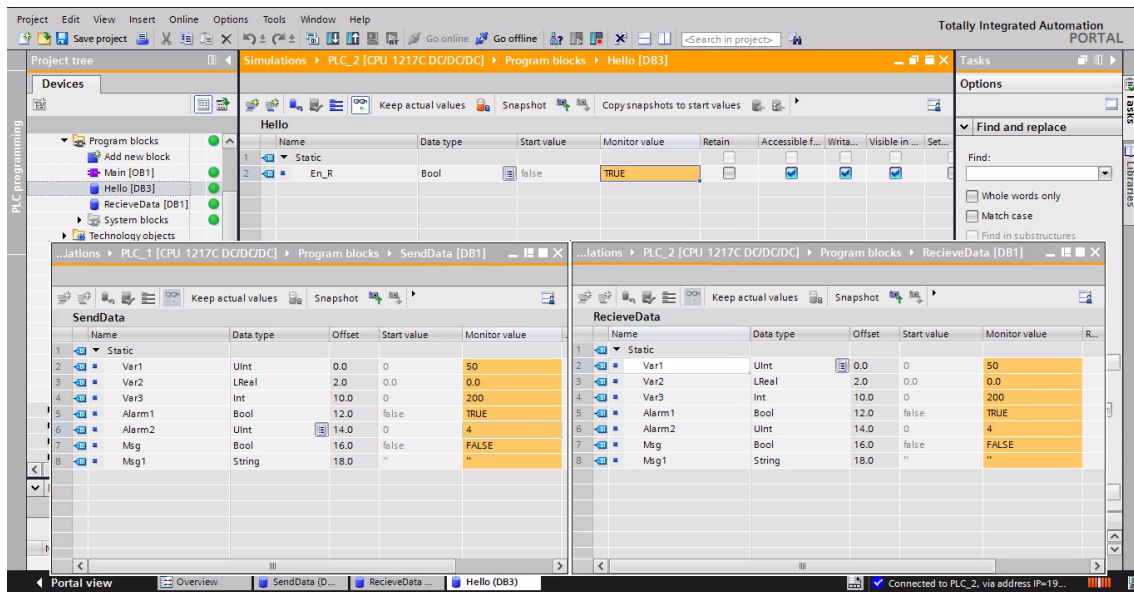 Project Edit View Insert Online Options Tools Window Help
Totally Integrated Automation
PORTAL
Save project Go online Go offline <Search in project>
Project tree
Simulations PLC_2 [CPU 1217C DC/DC/DC] Program blocks Hello [DB3]
Tasks
Devices
Options
Keep actual values Snapshot Copy snapshots to start values
Hello
Name Data type Start value Monitor value Retain Accessible f... Writa... Visible in ... Set...
1 Static
2 En_R Bool false TRUE
Program blocks
Add new block
Main [OB1]
Hello [DB3]
RecieveData [DB1]
System blocks
Technology objects
PLC programming
Find and replace
Find:
Whole words only
Match case
Find in substructures
Tasks
Libraries
...lations PLC_1 [CPU 1217C DC/DC/DC] Program blocks SendData [DB1]
Keep actual values Snapshot
SendData
Name Data type Offset Start value Monitor value
1 Static
2 Var1 UInt 0.0 0 50
3 Var2 LReal 2.0 0.0 0.0
4 Var3 Int 10.0 0 200
5 Alarm1 Bool 12.0 false TRUE
6 Alarm2 UInt 14.0 0 4
7 Msg Bool 16.0 false FALSE
8 Msg1 String 18.0 '' ''
...lations PLC_2 [CPU 1217C DC/DC/DC] Program blocks RecieveData [DB1]
Keep actual values Snapshot
RecieveData
Name Data type Offset Start value Monitor value R...
1 Static
2 Var1 UInt 0.0 0 50
3 Var2 LReal 2.0 0.0 0.0
4 Var3 Int 10.0 0 200
5 Alarm1 Bool 12.0 false TRUE
6 Alarm2 UInt 14.0 0 4
7 Msg Bool 16.0 false FALSE
8 Msg1 String 18.0 '' ''
Portal view Overview SendData (D... RecieveData ... Hello (DB3) Connected to PLC_2, via address IP=19...